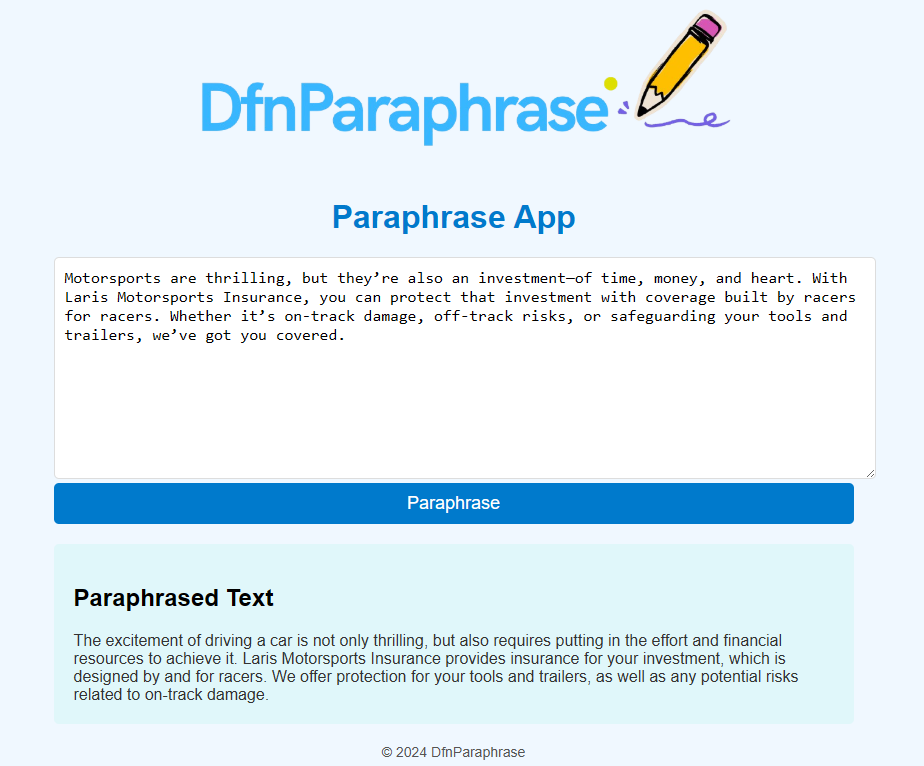 DfnParaphrase
Paraphrase App
Motorsports are thrilling, but they’re also an investment—of time, money, and heart. With
Laris Motorsports Insurance, you can protect that investment with coverage built by racers
for racers. Whether it’s on-track damage, off-track risks, or safeguarding your tools and
trailers, we’ve got you covered.
Paraphrase
Paraphrased Text
The excitement of driving a car is not only thrilling, but also requires putting in the effort and financial
resources to achieve it. Laris Motorsports Insurance provides insurance for your investment, which is
designed by and for racers. We offer protection for your tools and trailers, as well as any potential risks
related to on-track damage.
© 2024 DfnParaphrase